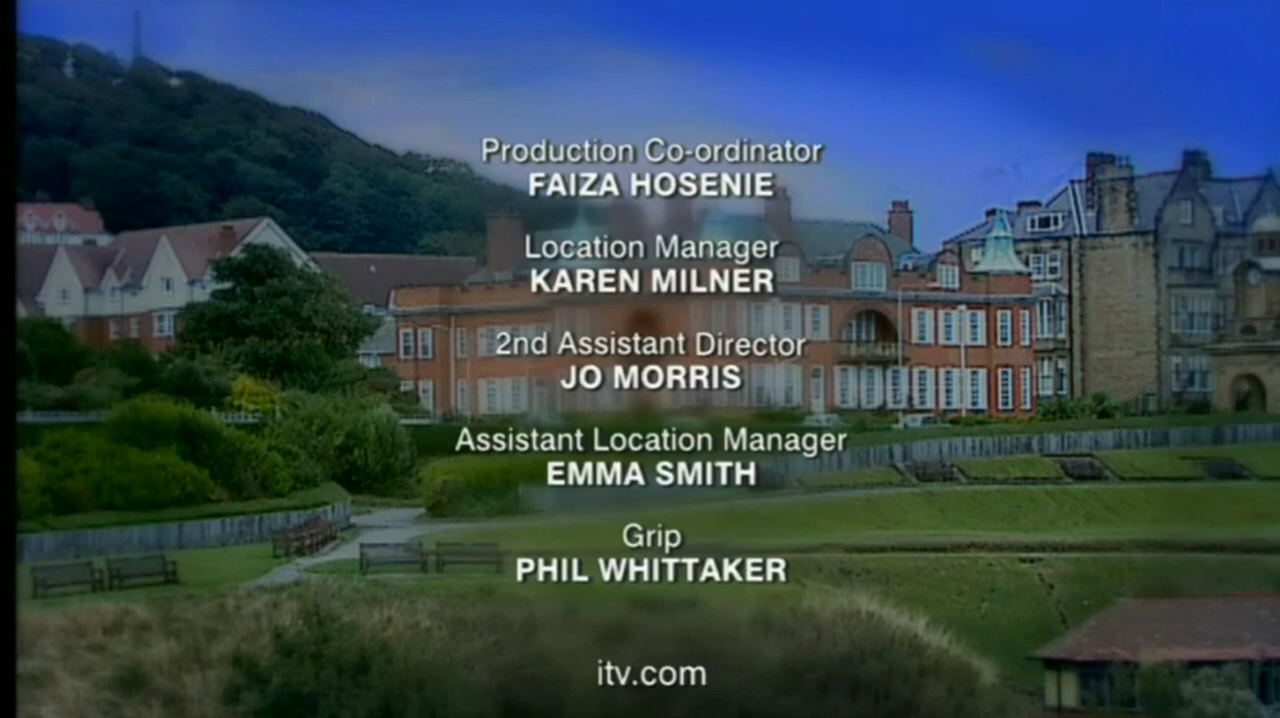 Production Co-ordinator
FAIZA HOSENIE
Location Manager
KAREN MILNER
2nd Assistant Director
JO MORRIS
Assistant Location Manager
EMMA SMITH
Grip
PHIL WHITTAKER
itv.com